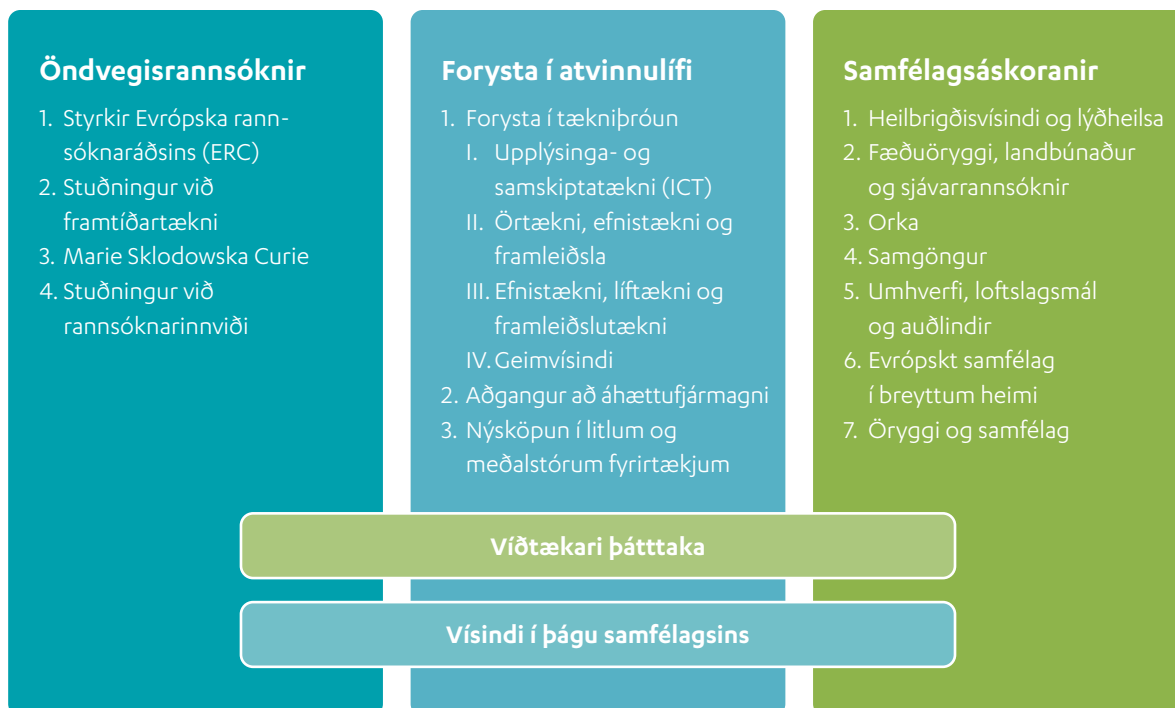 Öndvegisrannsóknir
1. Styrkir Evrópska rann-
sóknaráðsins (ERC)
2. Stuðningur við
framtíðartækni
3. Marie Sklodowska Curie
4. Stuðningur við
rannsóknarinnviði
Forysta í atvinnulífi
1. Forysta í tækniþróun
I. Upplýsinga- og
samskiptatækni (ICT)
II. Örtækni, efnistækni og
framleiðsla
III. Efnistækni, líftækni og
framleiðslutækni
IV. Geimvísindi
2. Aðgangur að áhættufjármagni
3. Nýsköpun í litlum og
meðalstórum fyrirtækjum
Samfélagsáskoranir
1. Heilbrigðisvísindi og lýðheilsa
2. Fæðuöryggi, landbúnaður
og sjávarrannsóknir
3. Orka
4. Samgöngur
5. Umhverfi, loftslagsmál
og auðlindir
6. Evrópskt samfélag
í breyttum heimi
7. Öryggi og samfélag
Víðtækari þátttaka
Vísindi í þágu samfélagsins